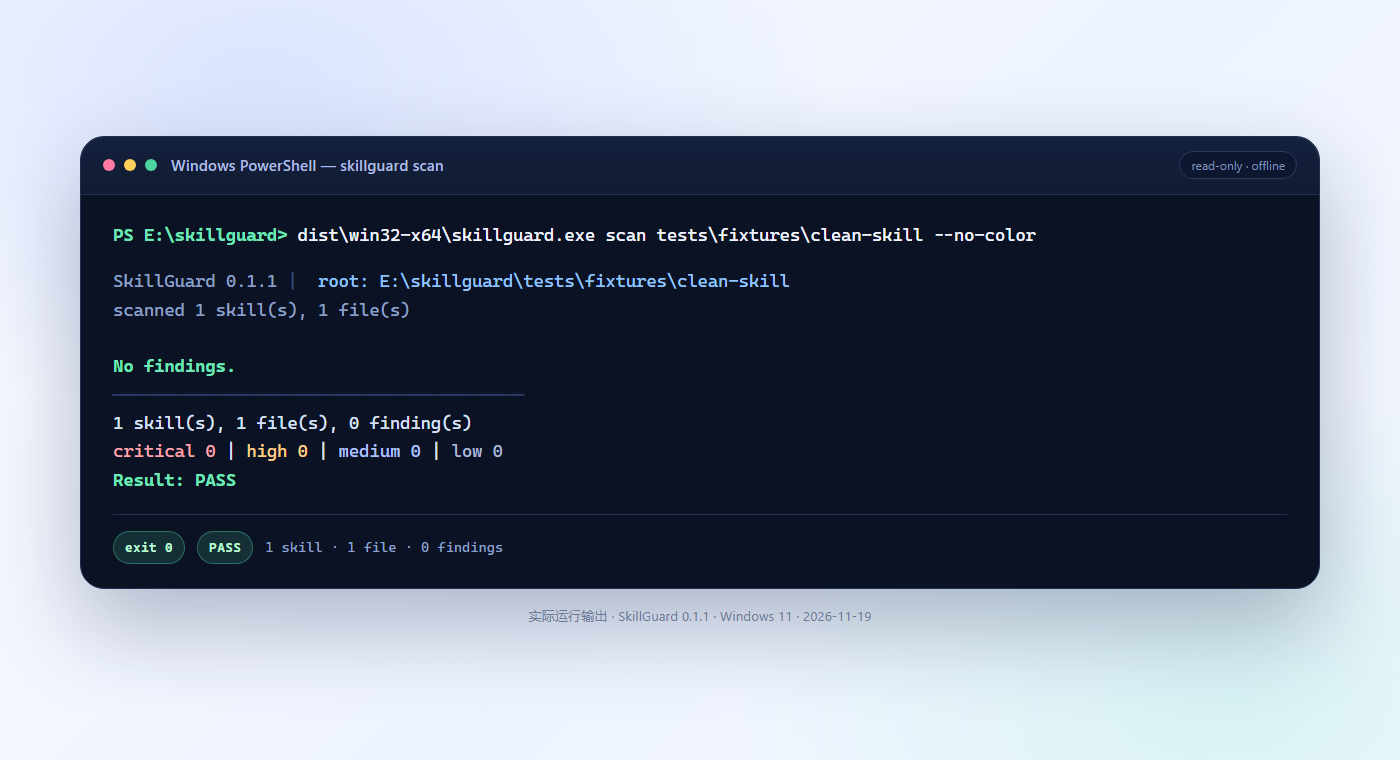 Windows PowerShell — skillguard scan
read-only · offline
PS E:\skillguard> dist\win32-x64\skillguard.exe scan tests\fixtures\clean-skill --no-color
SkillGuard 0.1.1 | root: E:\skillguard\tests\fixtures\clean-skill
scanned 1 skill(s), 1 file(s)
No findings.
1 skill(s), 1 file(s), 0 finding(s)
critical 0 | high 0 | medium 0 | low 0
Result: PASS
exit 0 PASS 1 skill · 1 file · 0 findings
实际运行输出 · SkillGuard 0.1.1 · Windows 11 · 2026-11-19